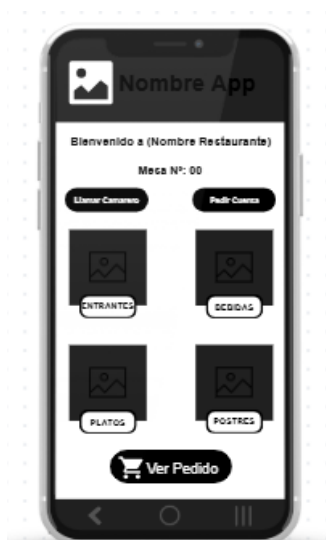 Nombre App
Bienvenido a (Nombre Restaurante)
Mesa Nº: 00
Llamar Camarero
Pedir Cuenta
ENTRANTES
BEBIDAS
PLATOS
POSTRES
Ver Pedido